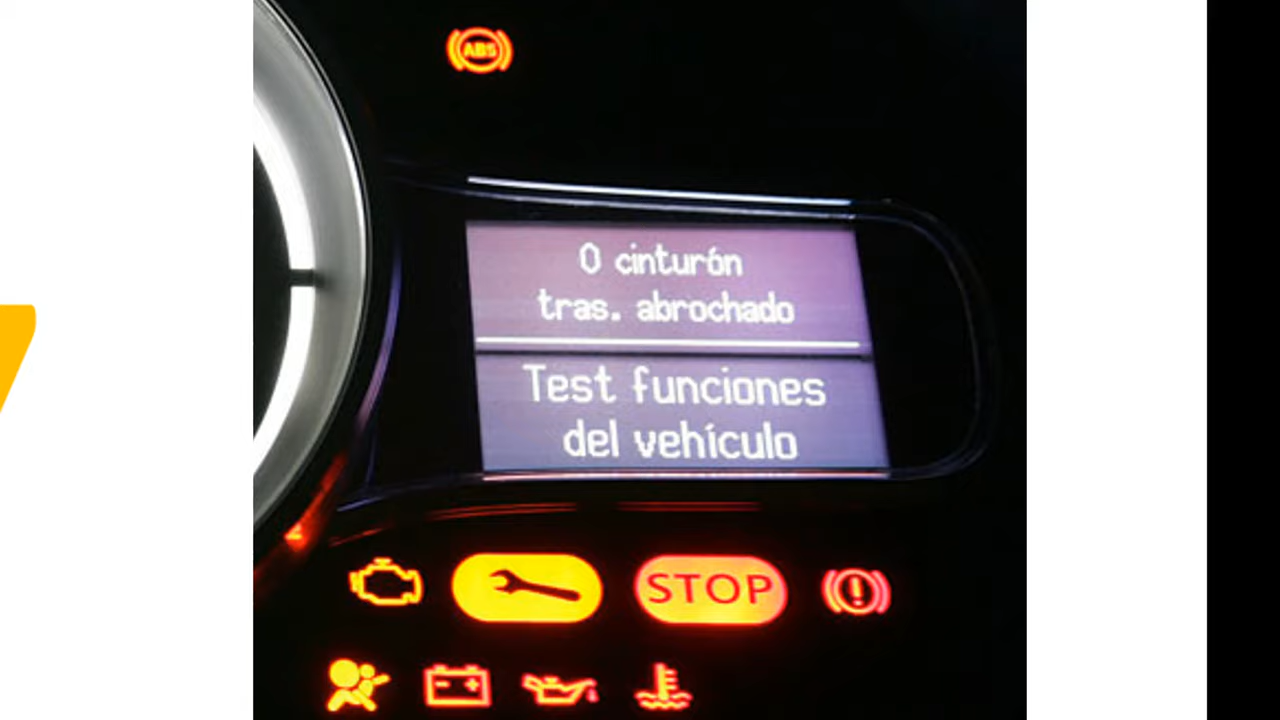 ABS
0 cinturón
tras. abrochado
Test funciones
del vehículo
STOP